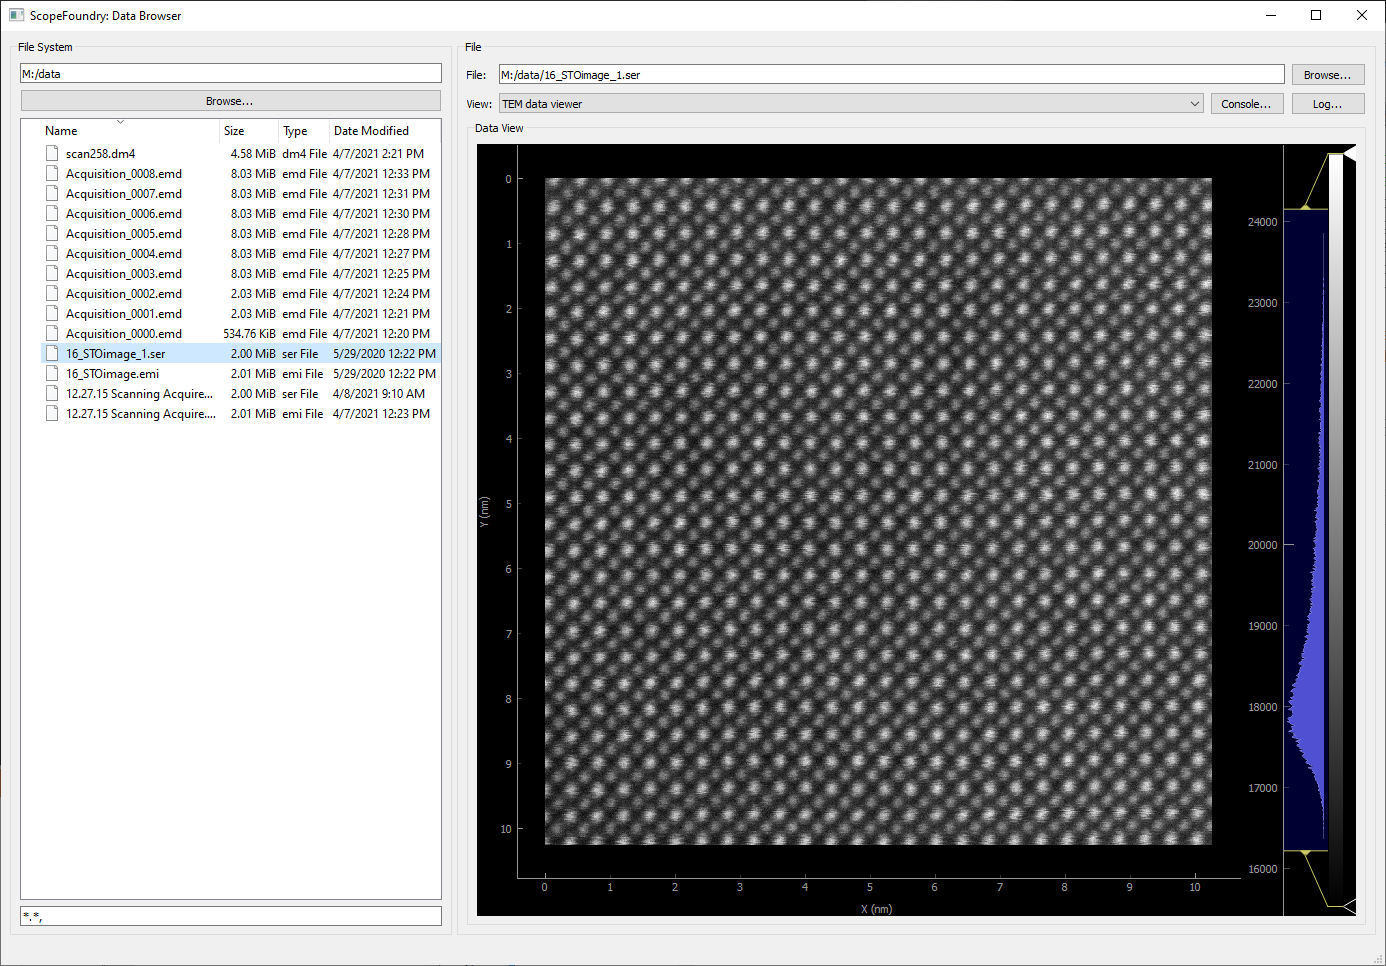 ScopeFoundry: Data Browser
File System
M:/data
Browse...
Name Size Type Date Modified
scan258.dm4 4.58 MiB dm4 File 4/7/2021 2:21 PM
Acquisition_0008.emd 8.03 MiB emd File 4/7/2021 12:33 PM
Acquisition_0007.emd 8.03 MiB emd File 4/7/2021 12:31 PM
Acquisition_0006.emd 8.03 MiB emd File 4/7/2021 12:30 PM
Acquisition_0005.emd 8.03 MiB emd File 4/7/2021 12:28 PM
Acquisition_0004.emd 8.03 MiB emd File 4/7/2021 12:27 PM
Acquisition_0003.emd 8.03 MiB emd File 4/7/2021 12:25 PM
Acquisition_0002.emd 2.03 MiB emd File 4/7/2021 12:24 PM
Acquisition_0001.emd 2.03 MiB emd File 4/7/2021 12:21 PM
Acquisition_0000.emd 534.76 KiB emd File 4/7/2021 12:20 PM
16_STOimage_1.ser 2.00 MiB ser File 5/29/2020 12:22 PM
16_STOimage.emi 2.01 MiB emi File 5/29/2020 12:22 PM
12.27.15 Scanning Acquire... 2.00 MiB ser File 4/8/2021 9:10 AM
12.27.15 Scanning Acquire.... 2.01 MiB emi File 4/7/2021 12:23 PM
*.*,
File
File: M:/data/16_STOimage_1.ser Browse...
View: TEM data viewer Console... Log...
Data View
0
1
2
3
4
5
6
7
8
9
10
Y (nm)
0 1 2 3 4 5 6 7 8 9 10
X (nm)
24000
23000
22000
21000
20000
19000
18000
17000
16000